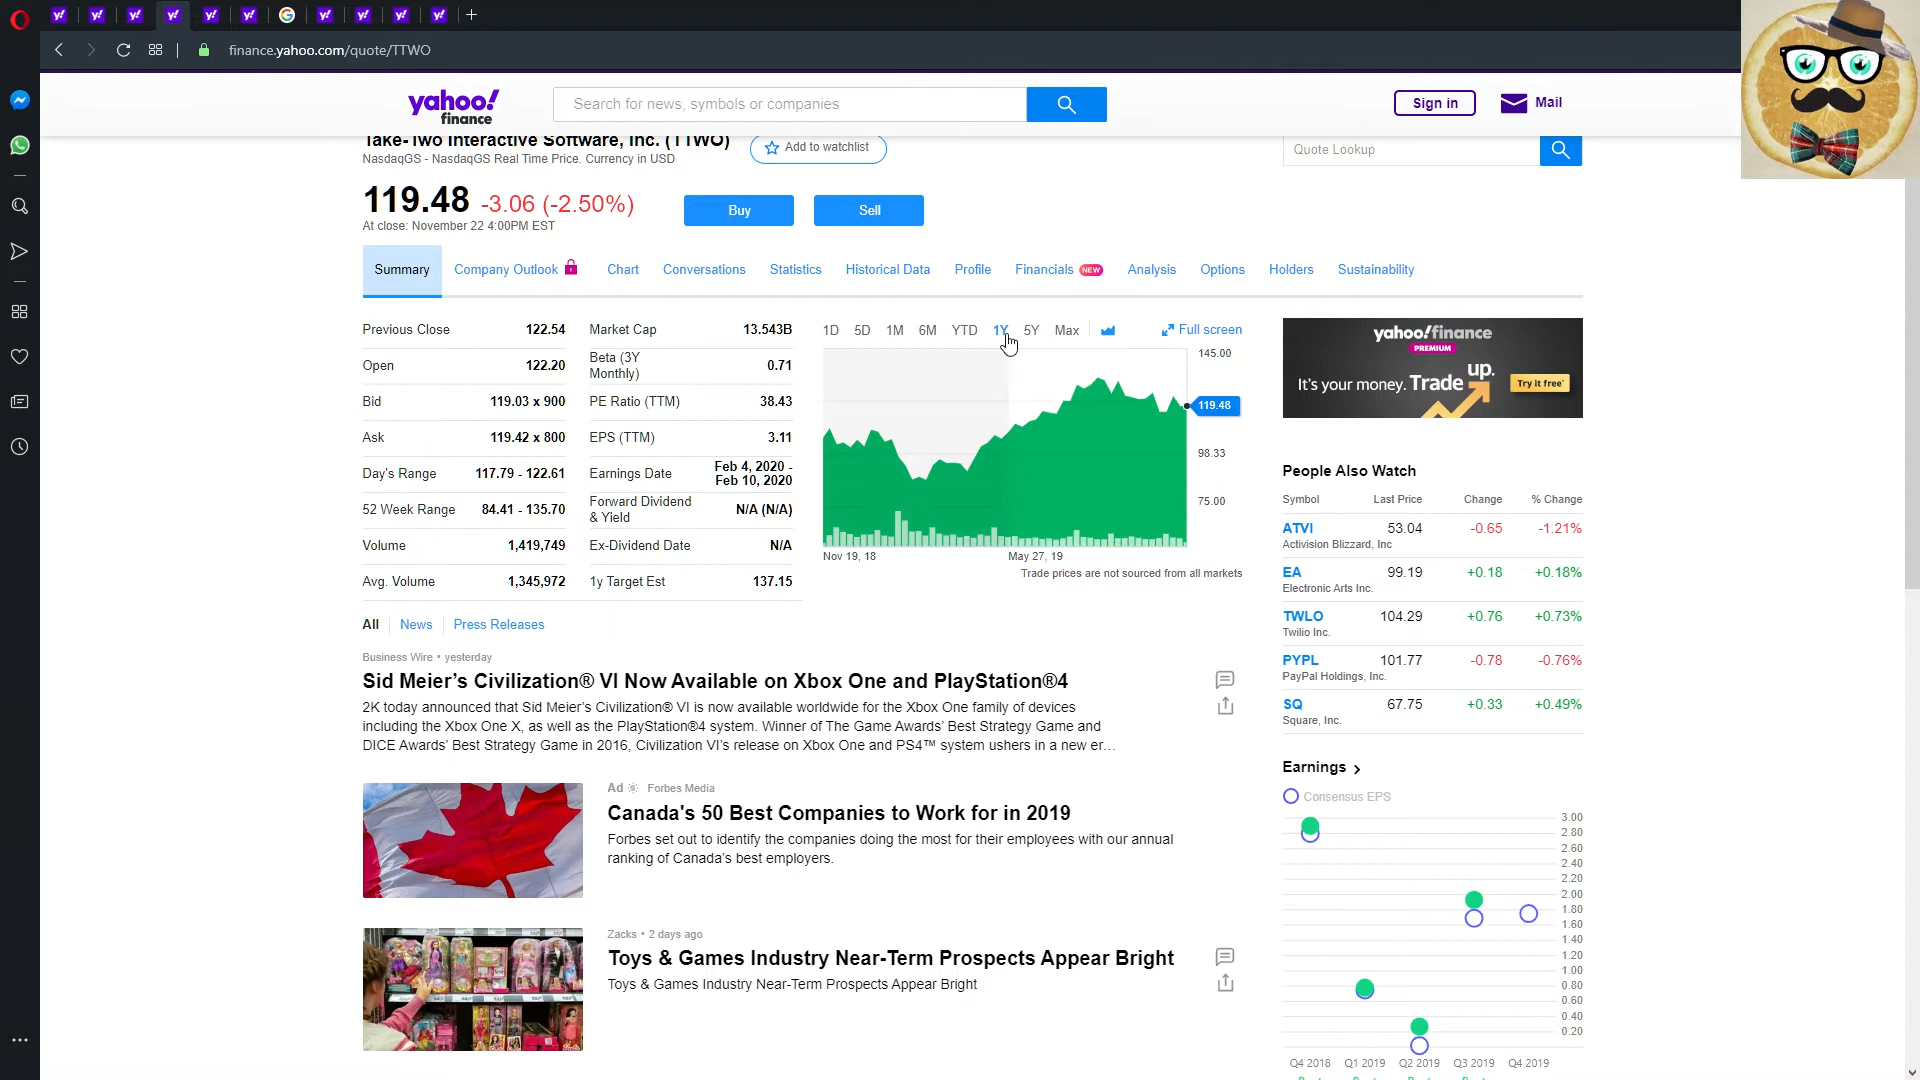 finance.yahoo.com/quote/TTWO
yahoo! finance
Search for news, symbols or companies
Sign in
Mail
Take-Two Interactive Software, Inc. (TTWO)
Add to watchlist
NasdaqGS - NasdaqGS Real Time Price. Currency in USD
Quote Lookup
119.48 -3.06 (-2.50%)
At close: November 22 4:00PM EST
Buy
Sell
Summary Company Outlook Chart Conversations Statistics Historical Data Profile Financials NEW Analysis Options Holders Sustainability
Previous Close 122.54
Open 122.20
Bid 119.03 x 900
Ask 119.42 x 800
Day's Range 117.79 - 122.61
52 Week Range 84.41 - 135.70
Volume 1,419,749
Avg. Volume 1,345,972
Market Cap 13.543B
Beta (3Y
Monthly) 0.71
PE Ratio (TTM) 38.43
EPS (TTM) 3.11
Earnings Date Feb 4, 2020 -
Feb 10, 2020
Forward Dividend
& Yield N/A (N/A)
Ex-Dividend Date N/A
1y Target Est 137.15
1D 5D 1M 6M YTD 1Y 5Y Max
Full screen
145.00
119.48
98.33
75.00
Nov 19, 18
May 27, 19
Trade prices are not sourced from all markets
yahoo!finance
PREMIUM
It's your money. Trade up.
Try it free*
People Also Watch
Symbol Last Price Change % Change
ATVI 53.04 -0.65 -1.21%
Activision Blizzard, Inc
EA 99.19 +0.18 +0.18%
Electronic Arts Inc.
TWLO 104.29 +0.76 +0.73%
Twilio Inc.
PYPL 101.77 -0.78 -0.76%
PayPal Holdings, Inc.
SQ 67.75 +0.33 +0.49%
Square, Inc.
All News Press Releases
Business Wire • yesterday
Sid Meier's Civilization® VI Now Available on Xbox One and PlayStation®4
2K today announced that Sid Meier's Civilization® VI is now available worldwide for the Xbox One family of devices
including the Xbox One X, as well as the PlayStation®4 system. Winner of The Game Awards' Best Strategy Game and
DICE Awards' Best Strategy Game in 2016, Civilization VI's release on Xbox One and PS4™ system ushers in a new er…
Ad Forbes Media
Canada's 50 Best Companies to Work for in 2019
Forbes set out to identify the companies doing the most for their employees with our annual
ranking of Canada's best employers.
Zacks • 2 days ago
Toys & Games Industry Near-Term Prospects Appear Bright
Toys & Games Industry Near-Term Prospects Appear Bright
Earnings
Consensus EPS
3.00
2.80
2.60
2.40
2.20
2.00
1.80
1.60
1.40
1.20
1.00
0.80
0.60
0.40
0.20
Q4 2018 Q1 2019 Q2 2019 Q3 2019 Q4 2019